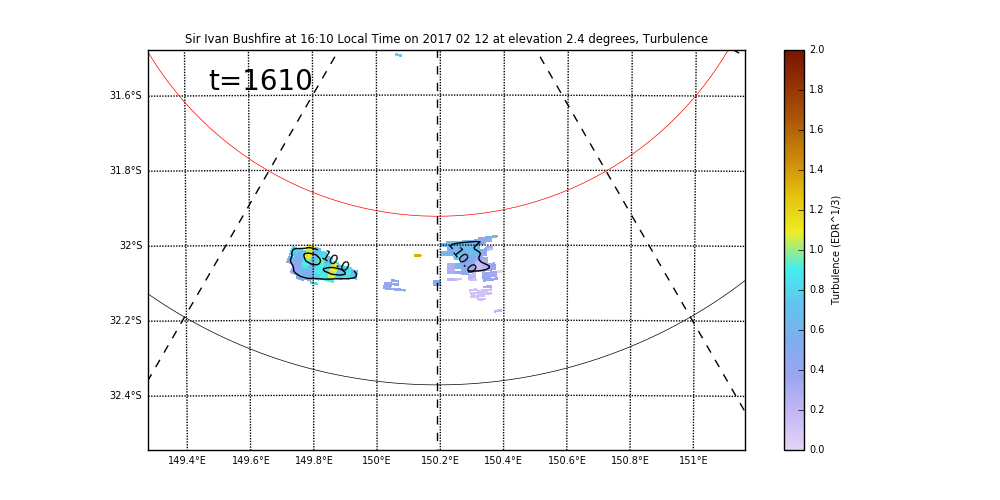 Sir Ivan Bushfire at 16:10 Local Time on 2017 02 12 at elevation 2.4 degrees, Turbulence
t=1610
31.6°S
31.8°S
32°S
32.2°S
32.4°S
10.0
10.0
149.4°E 149.6°E 149.8°E 150°E 150.2°E 150.4°E 150.6°E 150.8°E 151°E
2.0
1.8
1.6
1.4
1.2
1.0
0.8
0.6
0.4
0.2
0.0
Turbulence (EDR^1/3)